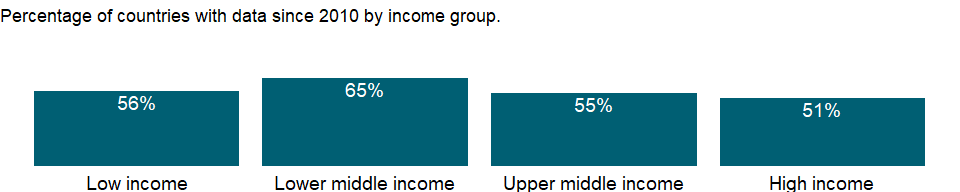 Percentage of countries with data since 2010 by income group.
56%
65%
55%
51%
Low income
Lower middle income
Upper middle income
High income